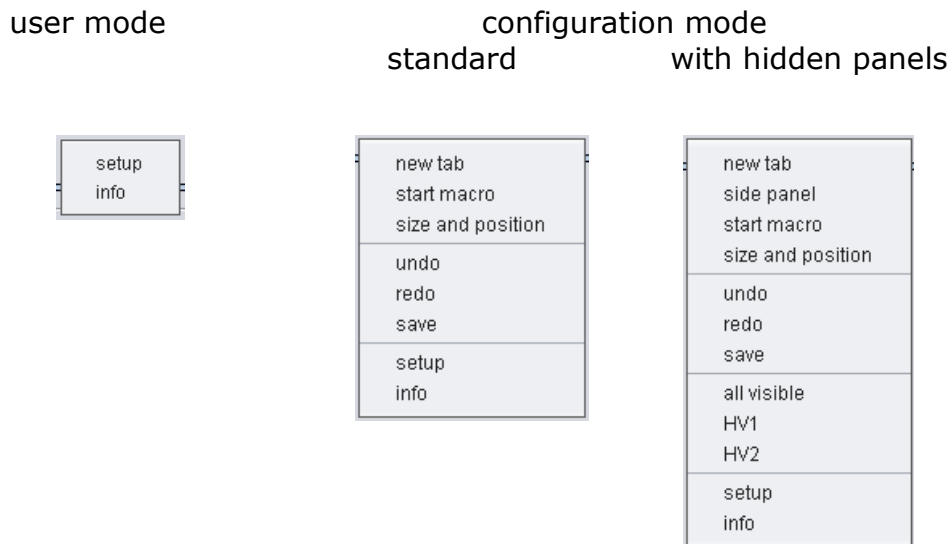 user mode
configuration mode
standard
with hidden panels
setup
info
new tab
start macro
size and position
undo
redo
save
setup
info
new tab
side panel
start macro
size and position
undo
redo
save
all visible
HV1
HV2
setup
info